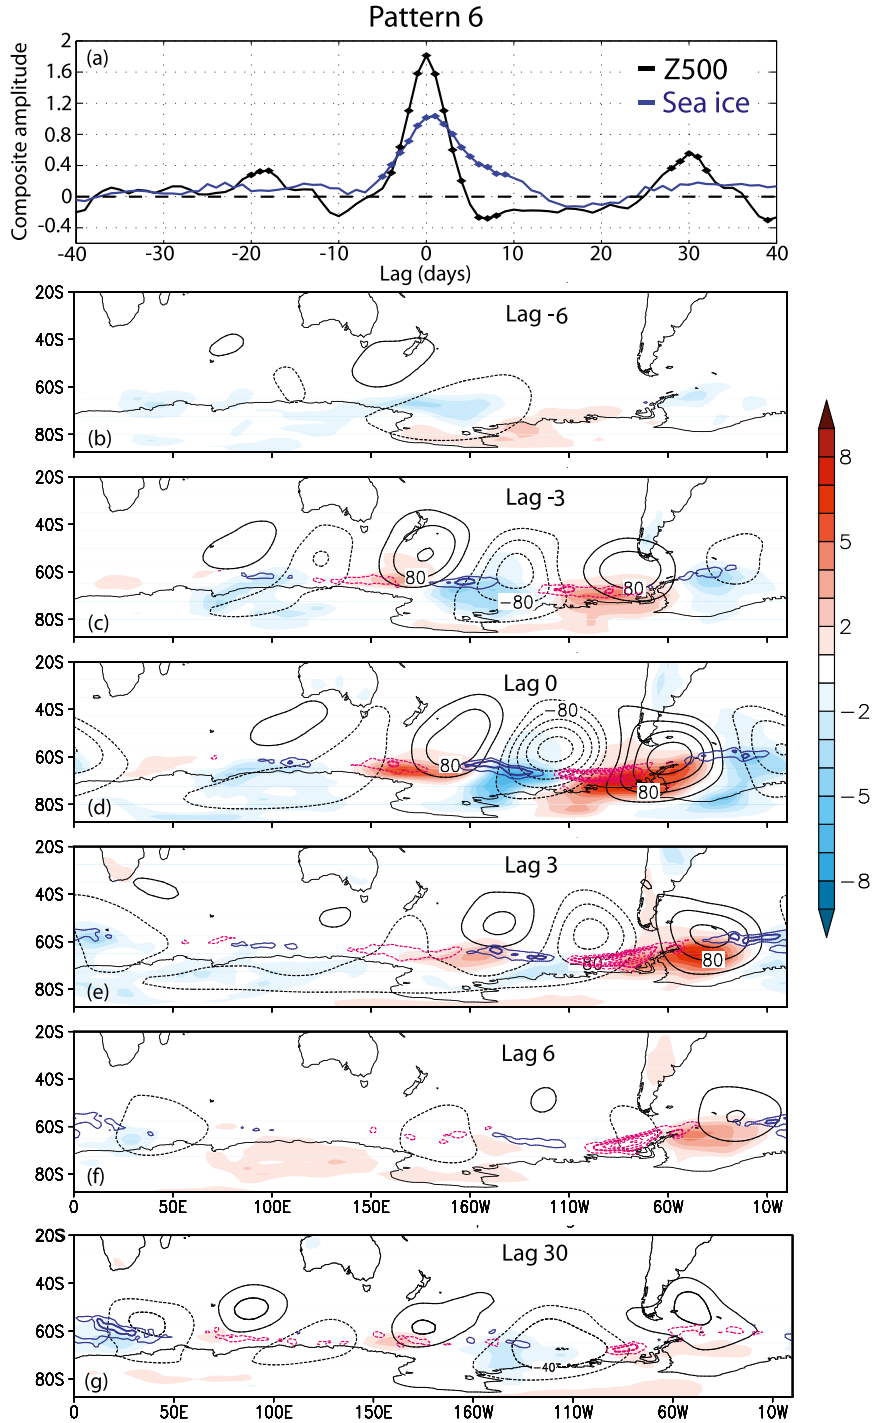 Pattern 6
Composite amplitude
2
1.6
1.2
0.8
0.4
0
-0.4
(a)
Z500
Sea ice
-40 -30 -20 -10 0 10 20 30 40
Lag (days)
20S
40S
60S
80S
Lag -6
(b)
20S
40S
60S
80S
Lag -3
80
-80
80
(c)
20S
40S
60S
80S
Lag 0
-80
80
80
(d)
20S
40S
60S
80S
Lag 3
80
80
(e)
20S
40S
60S
80S
Lag 6
(f)
0 50E 100E 150E 160W 110W 60W 10W
20S
40S
60S
80S
Lag 30
-40
(g)
0 50E 100E 150E 160W 110W 60W 10W
8
5
2
-2
-5
-8